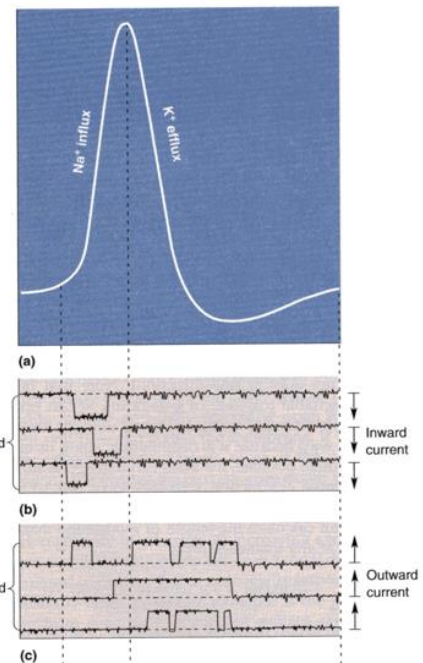 Na⁺ influx
K⁺ efflux
(a)
d
Inward
current
(b)
d
Outward
current
(c)